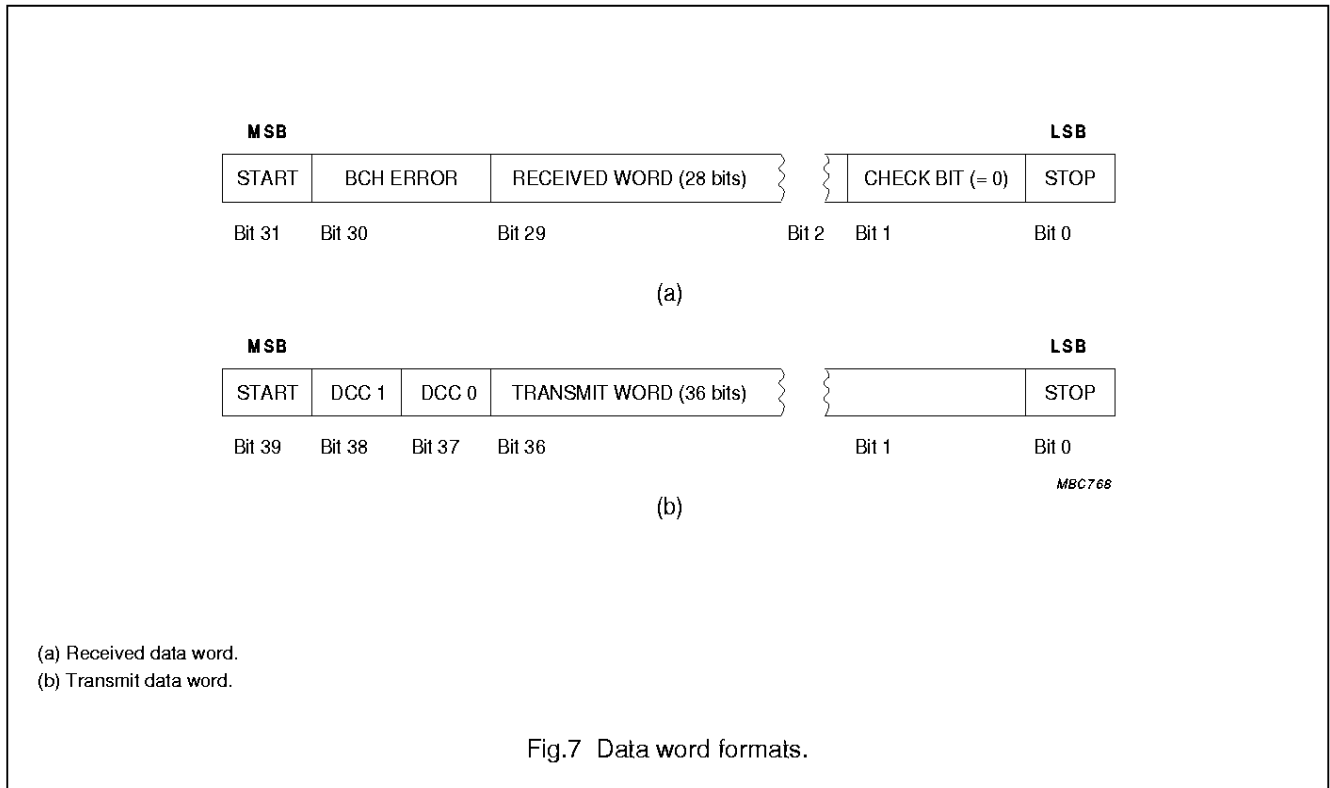 MSB LSB
START BCH ERROR RECEIVED WORD (28 bits) CHECK BIT (= 0) STOP
Bit 31 Bit 30 Bit 29 Bit 2 Bit 1 Bit 0
(a)
MSB LSB
START DCC 1 DCC 0 TRANSMIT WORD (36 bits) STOP
Bit 39 Bit 38 Bit 37 Bit 36 Bit 1 Bit 0
MBC768
(b)
(a) Received data word.
(b) Transmit data word.
Fig.7 Data word formats.